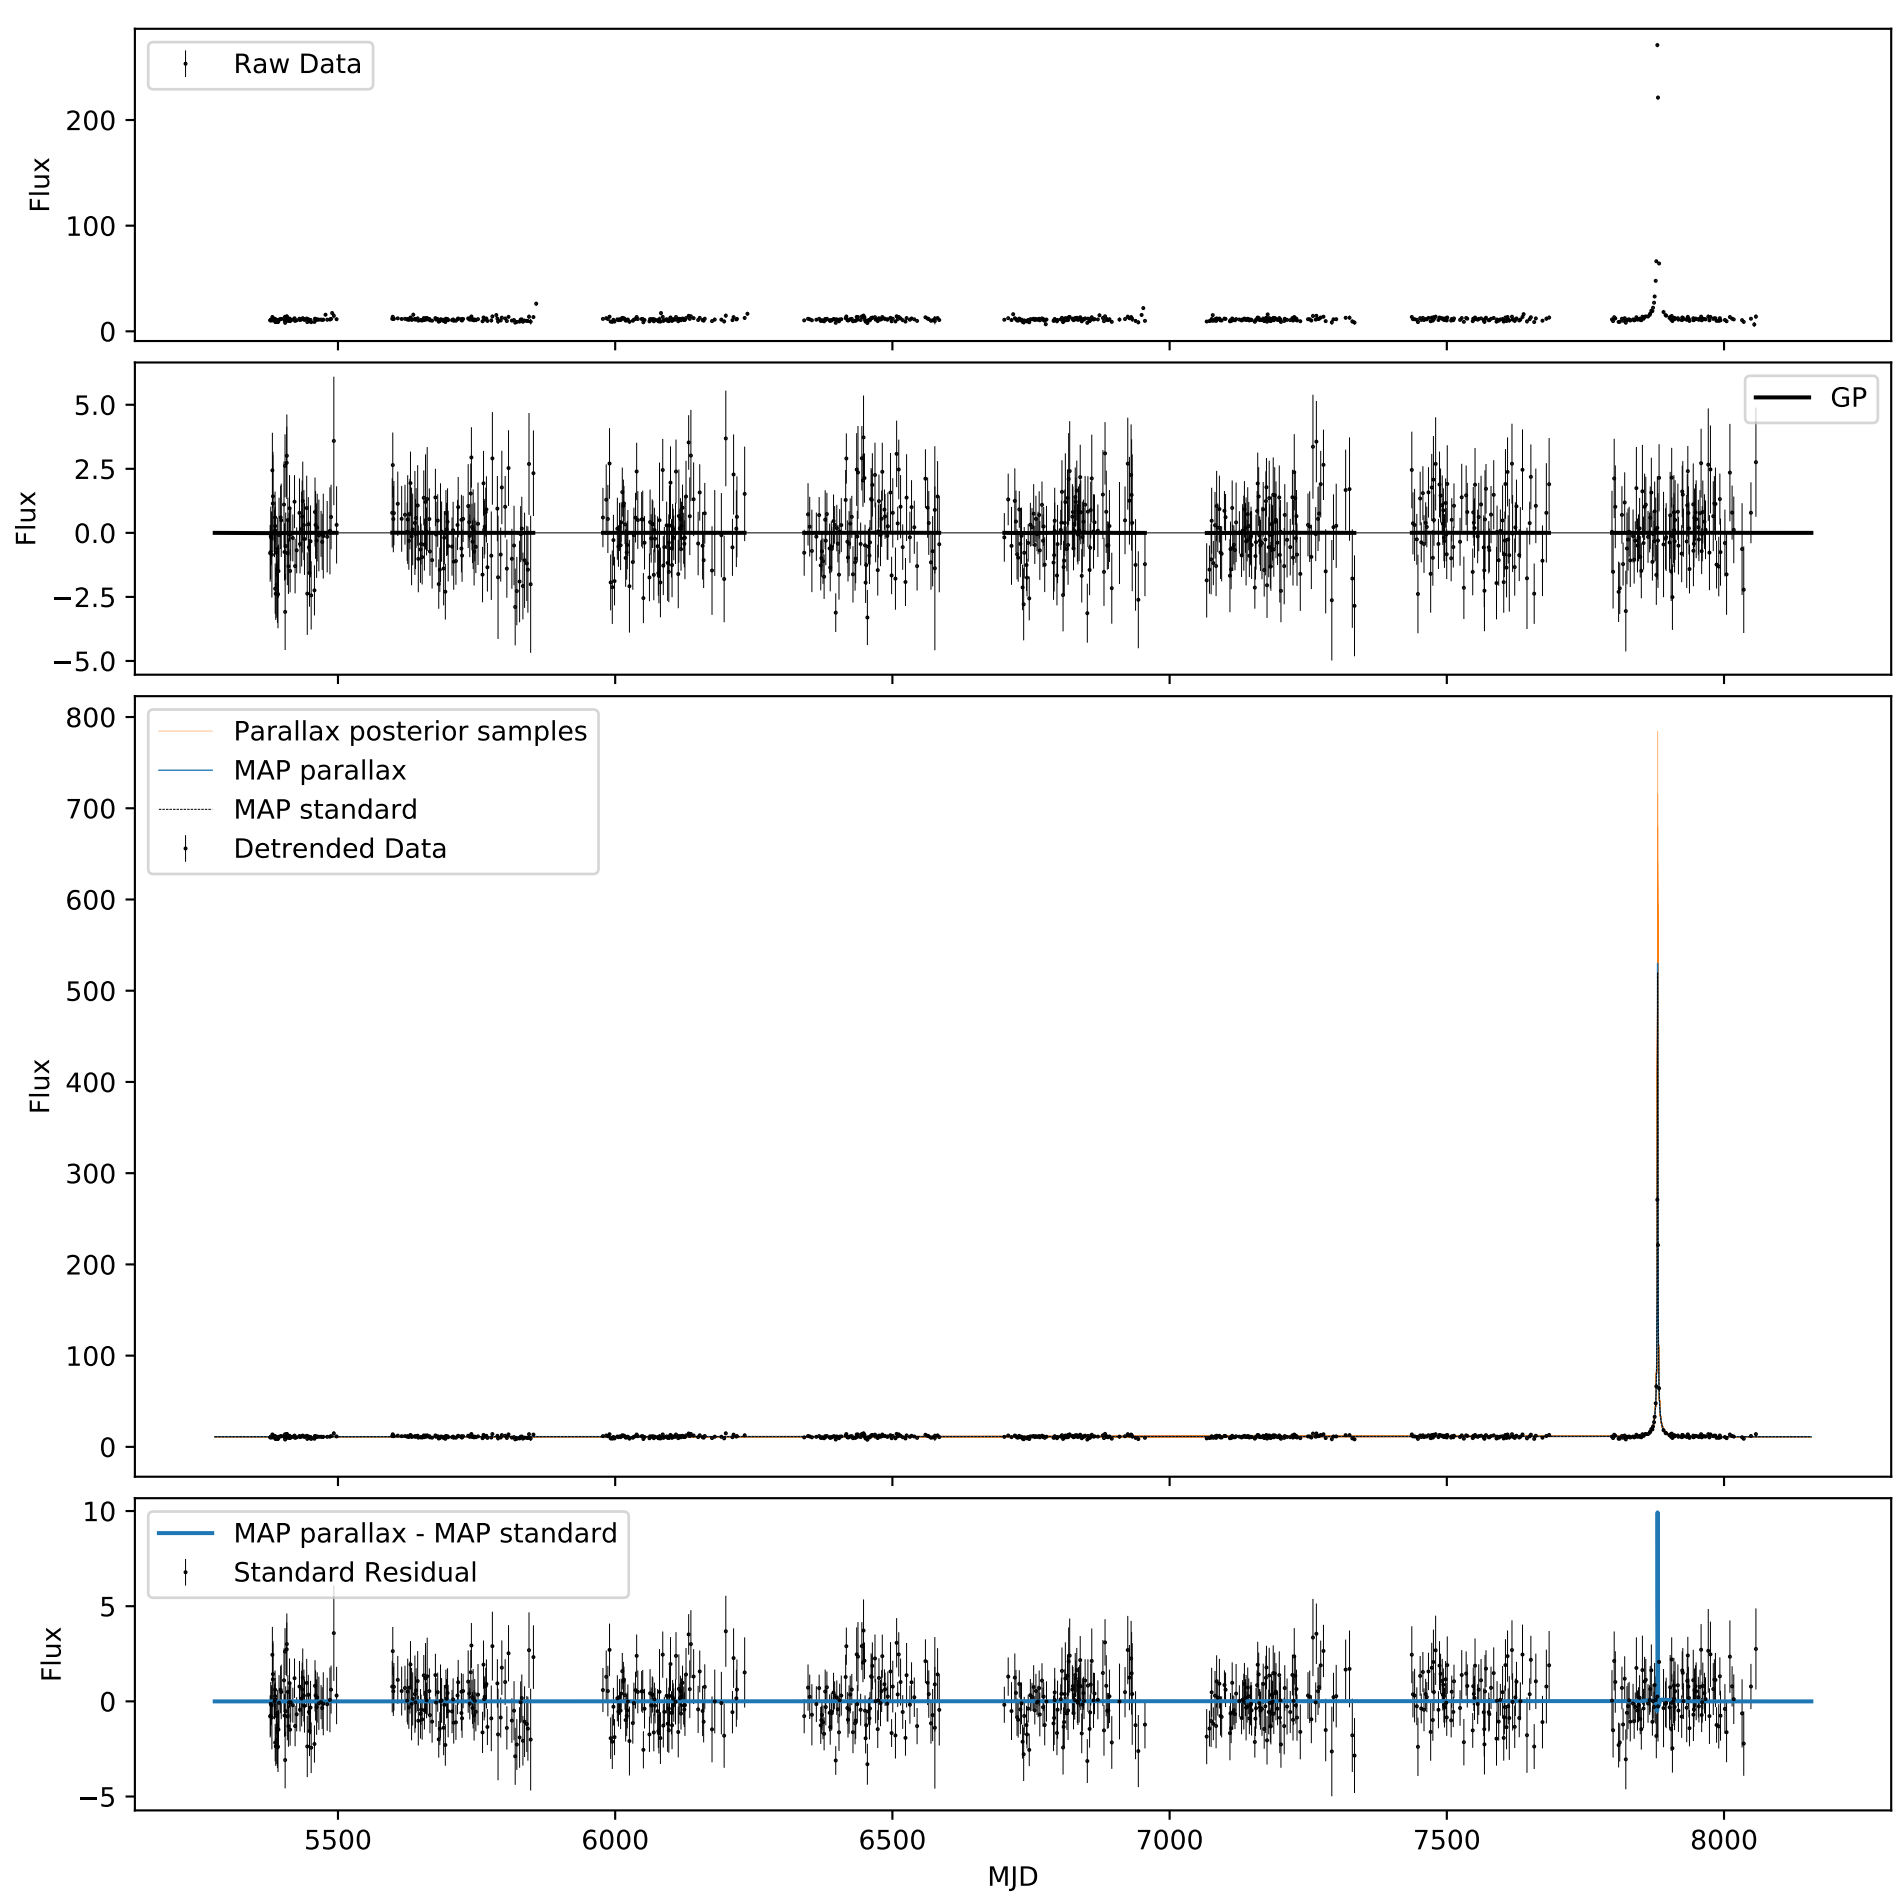 Raw Data
200
100
0
Flux
GP
5.0
2.5
0.0
−2.5
−5.0
Flux
Parallax posterior samples
MAP parallax
MAP standard
Detrended Data
800
700
600
500
400
300
200
100
0
Flux
MAP parallax - MAP standard
Standard Residual
10
5
0
−5
Flux
5500 6000 6500 7000 7500 8000
MJD